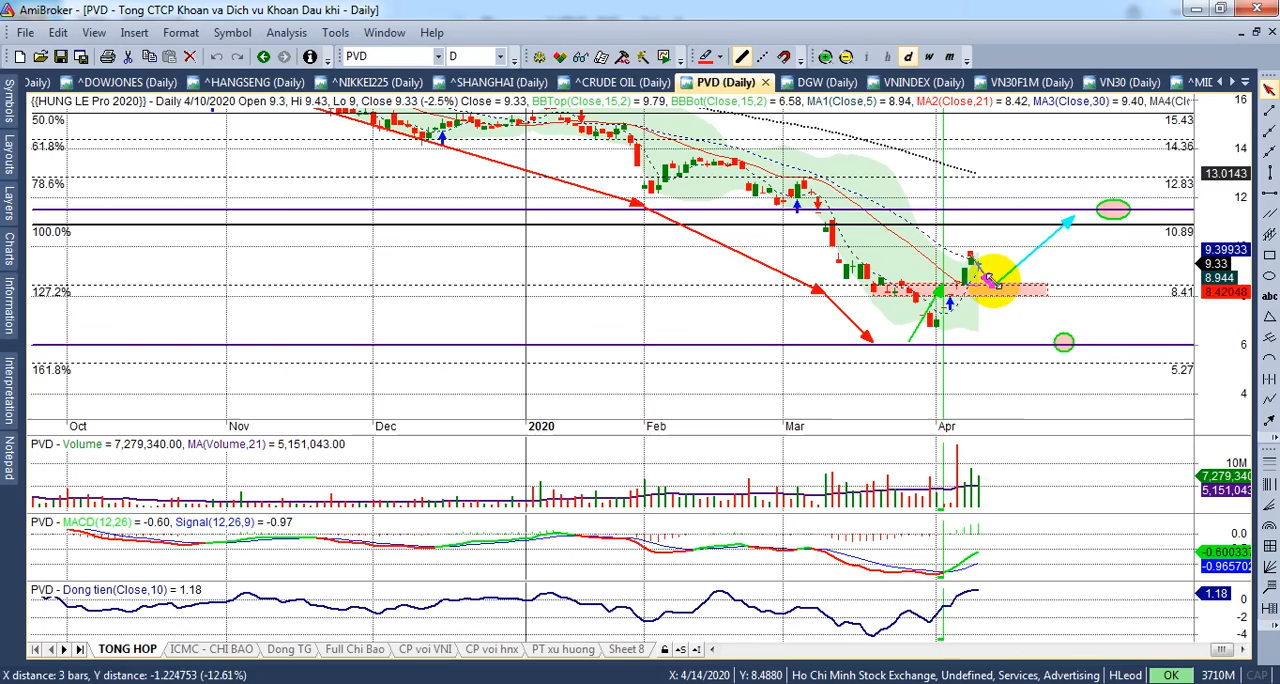 AmiBroker - [PVD - Tong CTCP Khoan va Dich vu Khoan Dau khi - Daily]
File Edit View Insert Format Symbol Analysis Tools Window Help
PVD D d w m
Daily) ^DOWJONES (Daily) ^HANGSENG (Daily) ^NIKKEI225 (Daily) ^SHANGHAI (Daily) ^CRUDE OIL (Daily) PVD (Daily) DGW (Daily) VNINDEX (Daily) VN30F1M (Daily) VN30 (Daily) ^MID
{{HUNG LE Pro 2020}} - Daily 4/10/2020 Open 9.3, Hi 9.43, Lo 9, Close 9.33 (-2.5%) Close = 9.33, BBTop(Close,15,2) = 9.79, BBBot(Close,15,2) = 6.58, MA1(Close,5) = 8.94, MA2(Close,21) = 8.42, MA3(Close,30) = 9.40, MA4(Clo
Symbols
Layouts
Layers
Charts
Information
Interpretation
Notepad
50.0%
61.8%
78.6%
100.0%
127.2%
161.8%
15.43
14.36
12.83
10.89
8.41
5.27
16
14
13.0143
12
9.39933
9.33
8.944
8.42048
6
4
abc
Oct Nov Dec 2020 Feb Mar Apr
PVD - Volume = 7,279,340.00, MA(Volume,21) = 5,151,043.00
10M
7,279,340
5,151,043
PVD - MACD(12,26) = -0.60, Signal(12,26,9) = -0.97
0.0
-0.600337
-0.965702
PVD - Dong tien(Close,10) = 1.18
1.18
0
-2
-4
TONG HOP ICMC - CHI BAO Dong TG Full Chi Bao CP voi VNI CP voi hnx PT xu huong Sheet 8
X distance: 3 bars, Y distance: -1.224753 (-12.61%) X: 4/14/2020 Y: 8.4880 Ho Chi Minh Stock Exchange, Undefined, Services, Advertising HLeod OK 3710M CAP